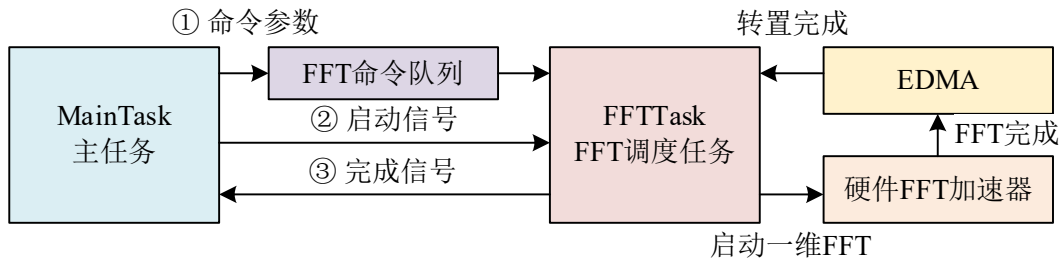 ① 命令参数
转置完成
MainTask
主任务
FFT命令队列
② 启动信号
③ 完成信号
FFTTask
FFT调度任务
EDMA
FFT完成
硬件FFT加速器
启动一维FFT